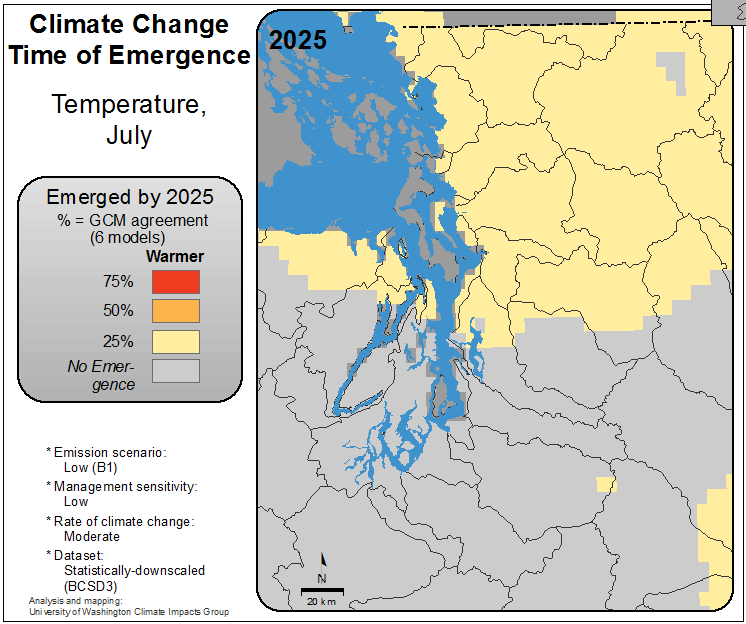 Climate Change
Time of Emergence
Temperature,
July
Emerged by 2025
% = GCM agreement
(6 models)
Warmer
75%
50%
25%
No Emer-
gence
* Emission scenario:
Low (B1)
* Management sensitivity:
Low
* Rate of climate change:
Moderate
* Dataset:
Statistically-downscaled
(BCSD3)
Analysis and mapping:
University of Washington Climate Impacts Group
2025
N
20 km